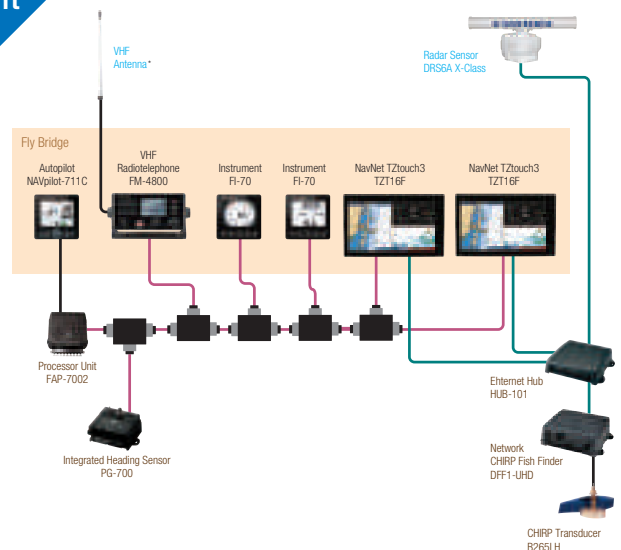 VHF
Antenna*
Radar Sensor
DRS6A X-Class
Fly Bridge
Autopilot
NAVpilot-711C
VHF
Radiotelephone
FM-4800
Instrument
FI-70
Instrument
FI-70
NavNet TZtouch3
TZT16F
NavNet TZtouch3
TZT16F
Processor Unit
FAP-7002
Integrated Heading Sensor
PG-700
Ehternet Hub
HUB-101
Network
CHIRP Fish Finder
DFF1-UHD
CHIRP Transducer
B265LH